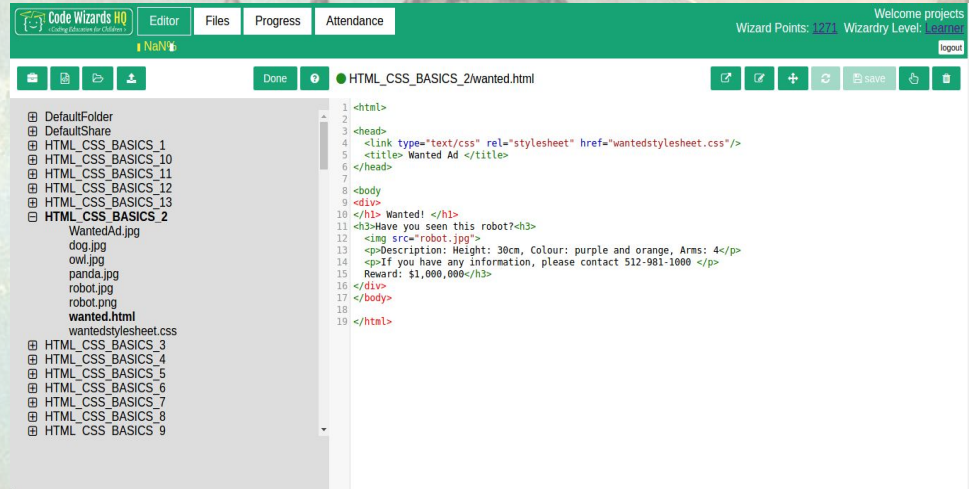 Code Wizards HQ
<Coding Education for Children>
Editor
Files
Progress
Attendance
Welcome projects
Wizard Points: 1271 Wizardry Level: Learner
NaN%
logout
Done
HTML_CSS_BASICS_2/wanted.html
save
DefaultFolder
DefaultShare
HTML_CSS_BASICS_1
HTML_CSS_BASICS_10
HTML_CSS_BASICS_11
HTML_CSS_BASICS_12
HTML_CSS_BASICS_13
HTML_CSS_BASICS_2
WantedAd.jpg
dog.jpg
owl.jpg
panda.jpg
robot.jpg
robot.png
wanted.html
wantedstylesheet.css
HTML_CSS_BASICS_3
HTML_CSS_BASICS_4
HTML_CSS_BASICS_5
HTML_CSS_BASICS_6
HTML_CSS_BASICS_7
HTML_CSS_BASICS_8
HTML_CSS_BASICS_9
1 <html>
2
3 <head>
4 <link type="text/css" rel="stylesheet" href="wantedstylesheet.css"/>
5 <title> Wanted Ad </title>
6 </head>
7
8 <body
9 <div>
10 </h1> Wanted! </h1>
11 <h3>Have you seen this robot?<h3>
12 <img src="robot.jpg">
13 <p>Description: Height: 30cm, Colour: purple and orange, Arms: 4</p>
14 <p>If you have any information, please contact 512-981-1000 </p>
15 Reward: $1,000,000</h3>
16 </div>
17 </body>
18
19 </html>